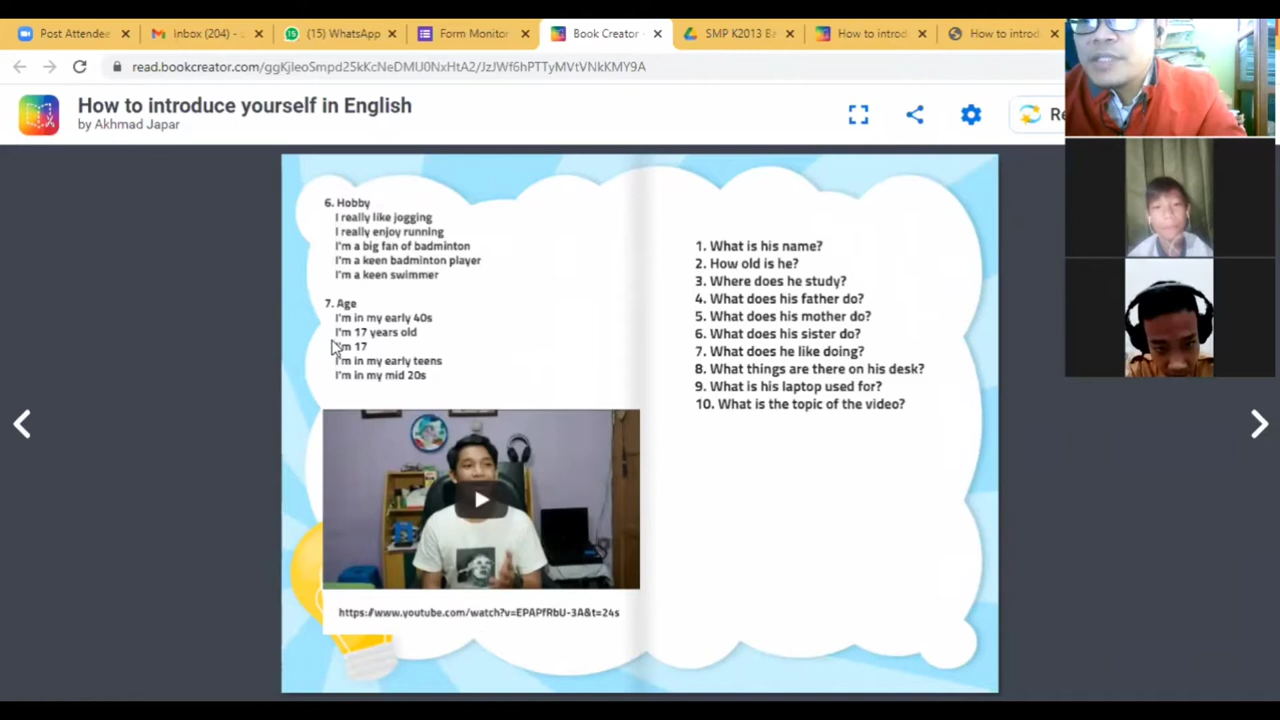 Post Attendee
Inbox (204) -
(15) WhatsApp
Form Monitor
Book Creator -
SMP K2013 Ba
How to introd
How to introd
read.bookcreator.com/ggKjIeoSmpd25kKcNeDMU0NxHtA2/JzJWf6hPTTyMVtVNkKMY9A
How to introduce yourself in English
by Akhmad Japar
Re
6. Hobby
I really like jogging
I really enjoy running
I'm a big fan of badminton
I'm a keen badminton player
I'm a keen swimmer
7. Age
I'm in my early 40s
I'm 17 years old
I'm 17
I'm in my early teens
I'm in my mid 20s
https://www.youtube.com/watch?v=EPAPfRbU-3A&t=24s
1. What is his name?
2. How old is he?
3. Where does he study?
4. What does his father do?
5. What does his mother do?
6. What does his sister do?
7. What does he like doing?
8. What things are there on his desk?
9. What is his laptop used for?
10. What is the topic of the video?